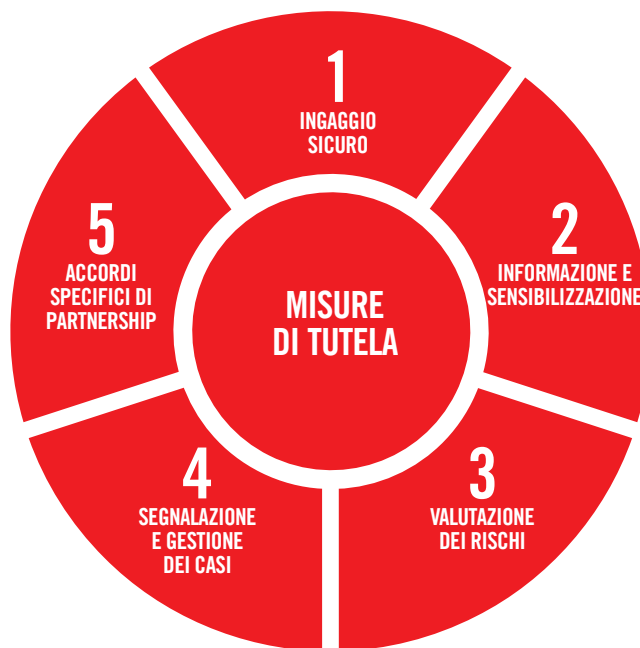 1
INGAGGIO
SICURO
2
INFORMAZIONE E
SENSIBILIZZAZIONE
3
VALUTAZIONE
DEI RISCHI
4
SEGNALAZIONE
E GESTIONE
DEI CASI
5
ACCORDI
SPECIFICI DI
PARTNERSHIP
MISURE
DI TUTELA